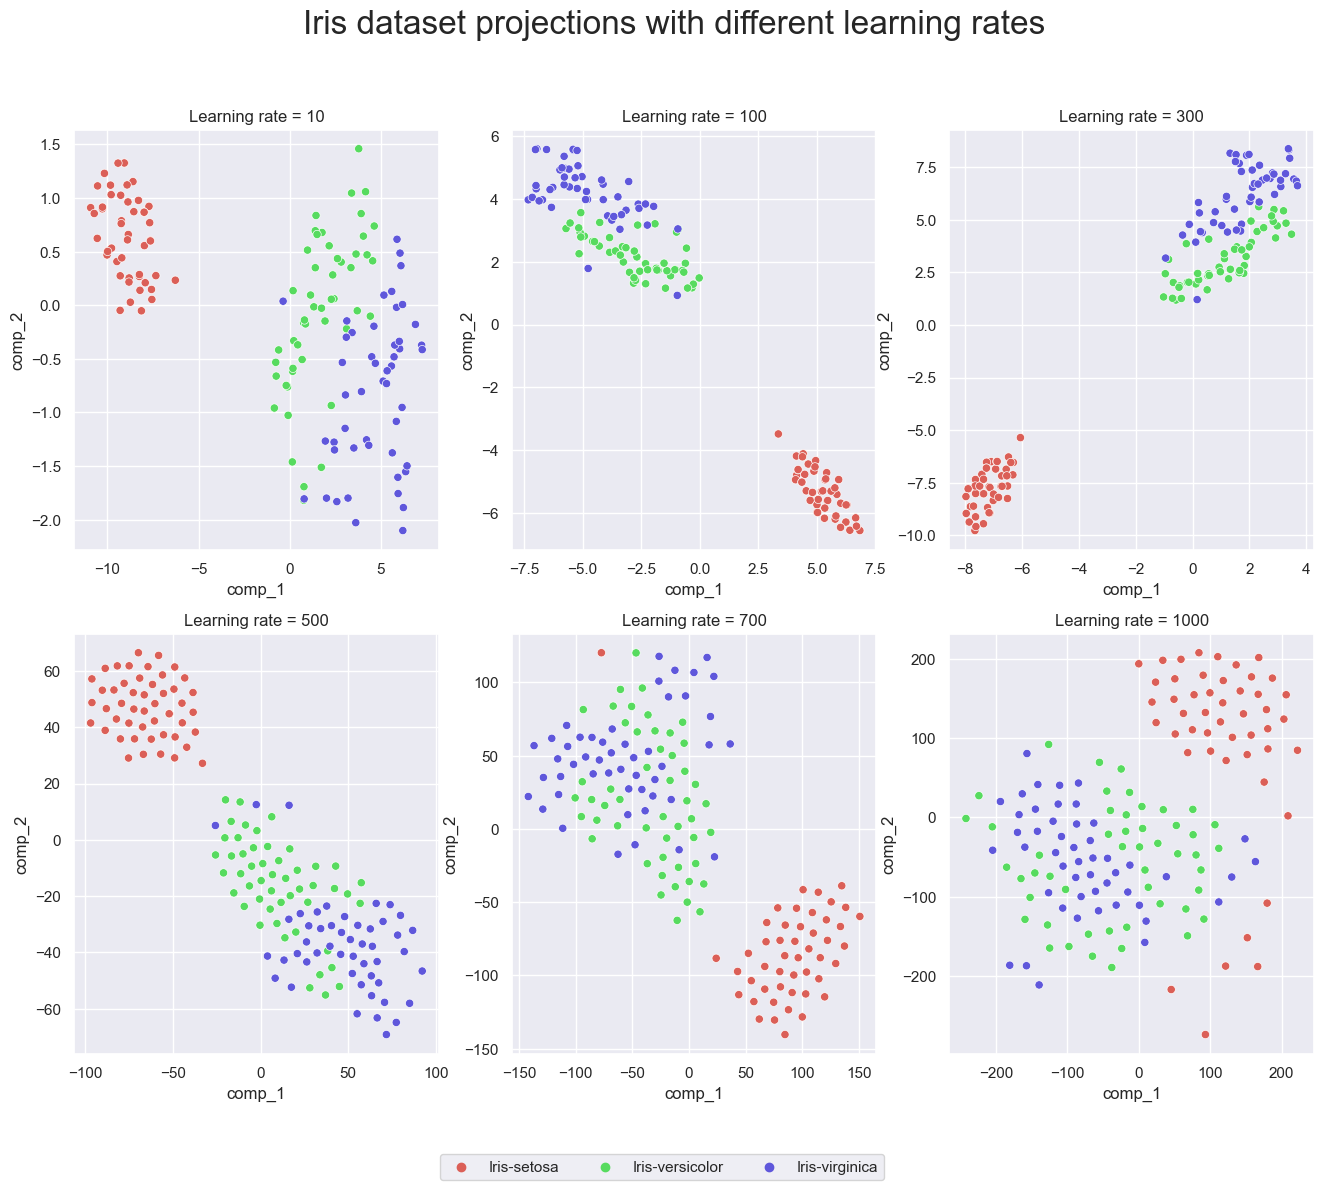 Iris dataset projections with different learning rates
Learning rate = 10
1.5
1.0
0.5
0.0
−0.5
−1.0
−1.5
−2.0
comp_2
−10 −5 0 5
comp_1
Learning rate = 100
6
4
2
0
−2
−4
−6
comp_2
−7.5 −5.0 −2.5 0.0 2.5 5.0 7.5
comp_1
Learning rate = 300
7.5
5.0
2.5
0.0
−2.5
−5.0
−7.5
−10.0
comp_2
−8 −6 −4 −2 0 2 4
comp_1
Learning rate = 500
60
40
20
0
−20
−40
−60
comp_2
−100 −50 0 50 100
comp_1
Learning rate = 700
100
50
0
−50
−100
−150
comp_2
−150 −100 −50 0 50 100 150
comp_1
Learning rate = 1000
200
100
0
−100
−200
comp_2
−200 −100 0 100 200
comp_1
Iris-setosa Iris-versicolor Iris-virginica